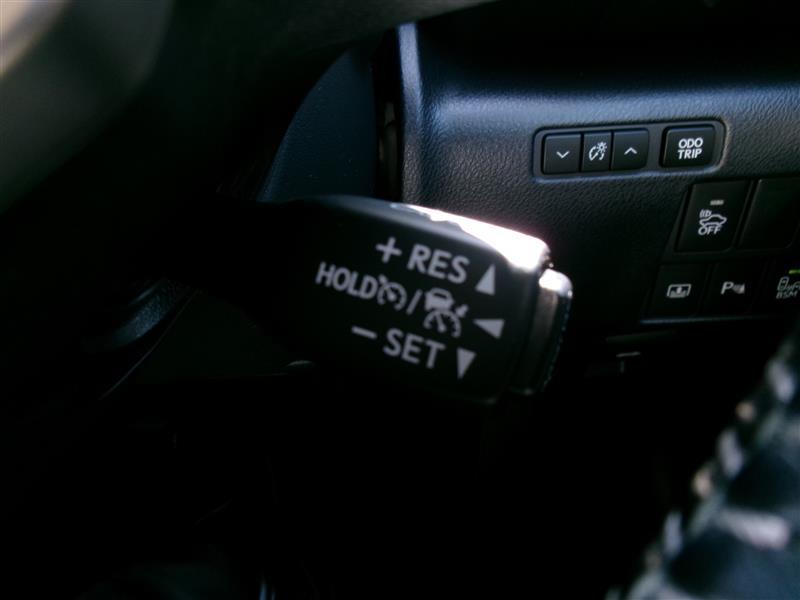 ODO
TRIP
OFF
+ RES
HOLD /
- SET
P
BSM